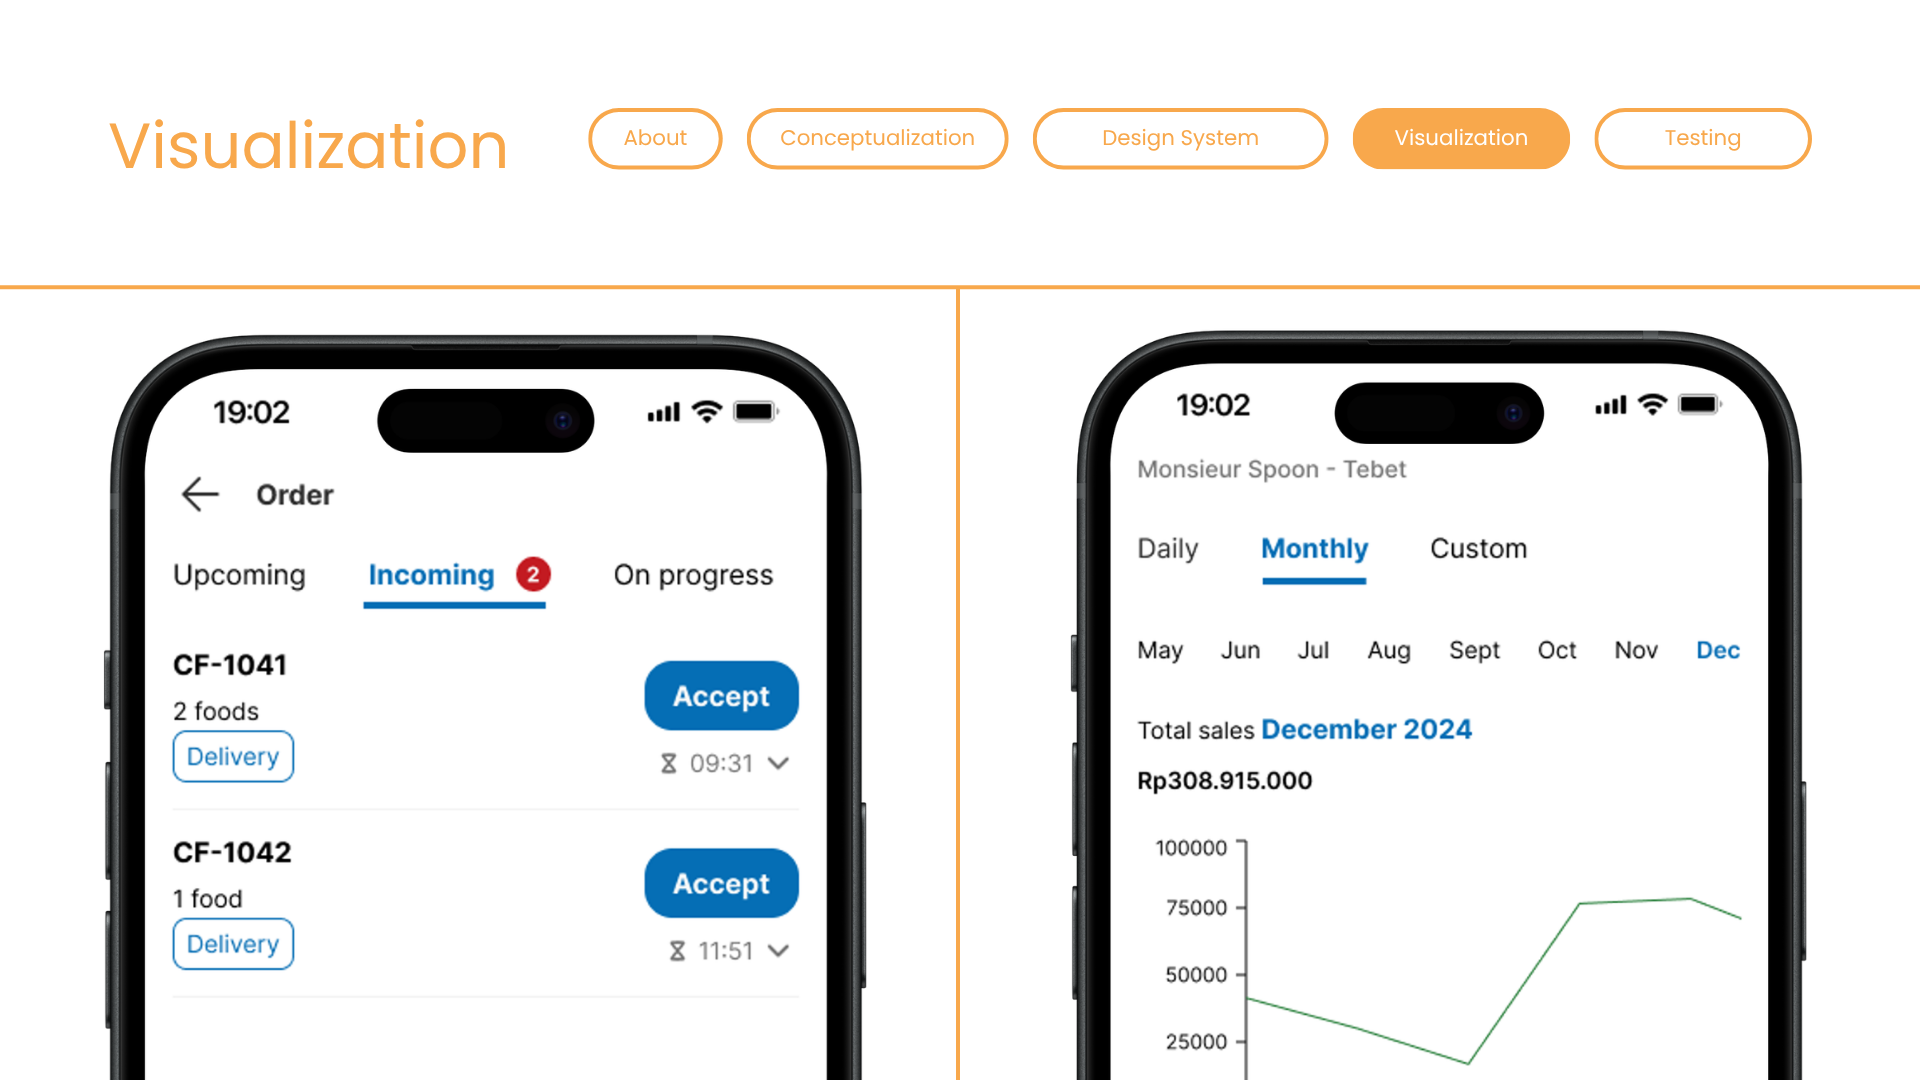 Visualization
About
Conceptualization
Design System
Visualization
Testing
19:02
Order
Upcoming
Incoming
2
On progress
CF-1041
2 foods
Delivery
Accept
09:31
CF-1042
1 food
Delivery
Accept
11:51
19:02
Monsieur Spoon - Tebet
Daily
Monthly
Custom
May
Jun
Jul
Aug
Sept
Oct
Nov
Dec
Total sales December 2024
Rp308.915.000
100000
75000
50000
25000